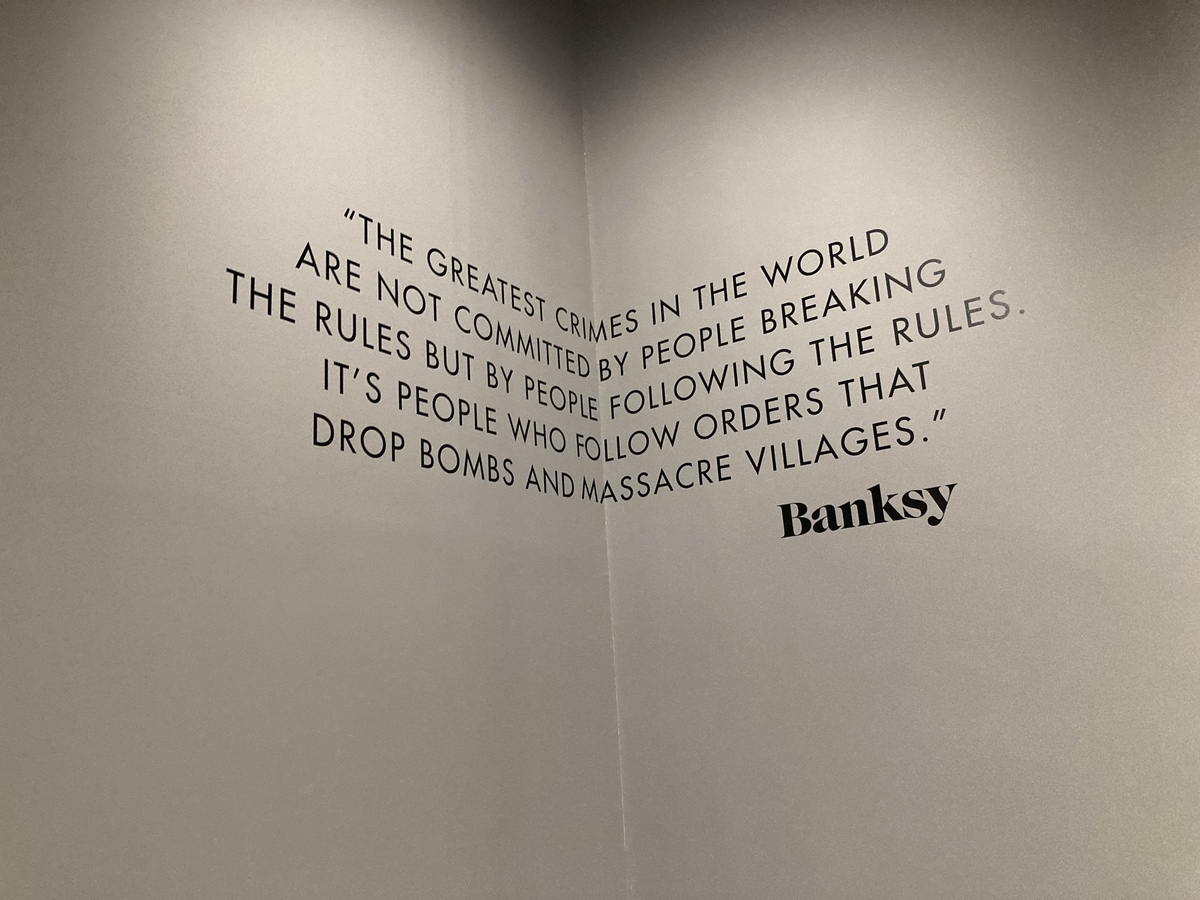 “THE GREATEST CRIMES IN THE WORLD
ARE NOT COMMITTED BY PEOPLE BREAKING
THE RULES BUT BY PEOPLE FOLLOWING THE RULES.
IT’S PEOPLE WHO FOLLOW ORDERS THAT
DROP BOMBS AND MASSACRE VILLAGES.”
Banksy